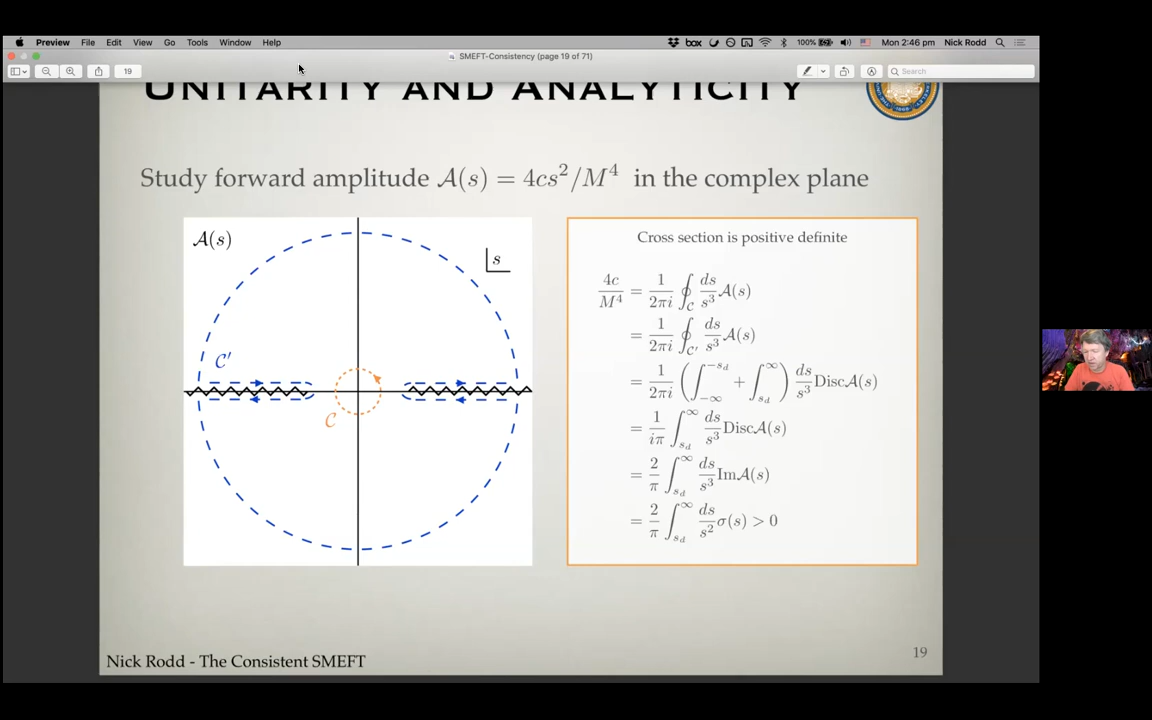 Preview File Edit View Go Tools Window Help box 100% Mon 2:46 pm Nick Rodd
SMEFT-Consistency (page 19 of 71)
19 Search
UNITARITY AND ANALYTICITY
Study forward amplitude 𝒜(s) = 4cs²/M⁴ in the complex plane
𝒜(s)
s
𝒞′
𝒞
Cross section is positive definite
4c/M⁴ = 1/2πi ∮_𝒞 ds/s³ 𝒜(s)
= 1/2πi ∮_𝒞′ ds/s³ 𝒜(s)
= 1/2πi (∫_{-∞}^{-s_d} + ∫_{s_d}^{∞}) ds/s³ Disc𝒜(s)
= 1/iπ ∫_{s_d}^{∞} ds/s³ Disc𝒜(s)
= 2/π ∫_{s_d}^{∞} ds/s³ Im𝒜(s)
= 2/π ∫_{s_d}^{∞} ds/s² σ(s) > 0
Nick Rodd - The Consistent SMEFT
19